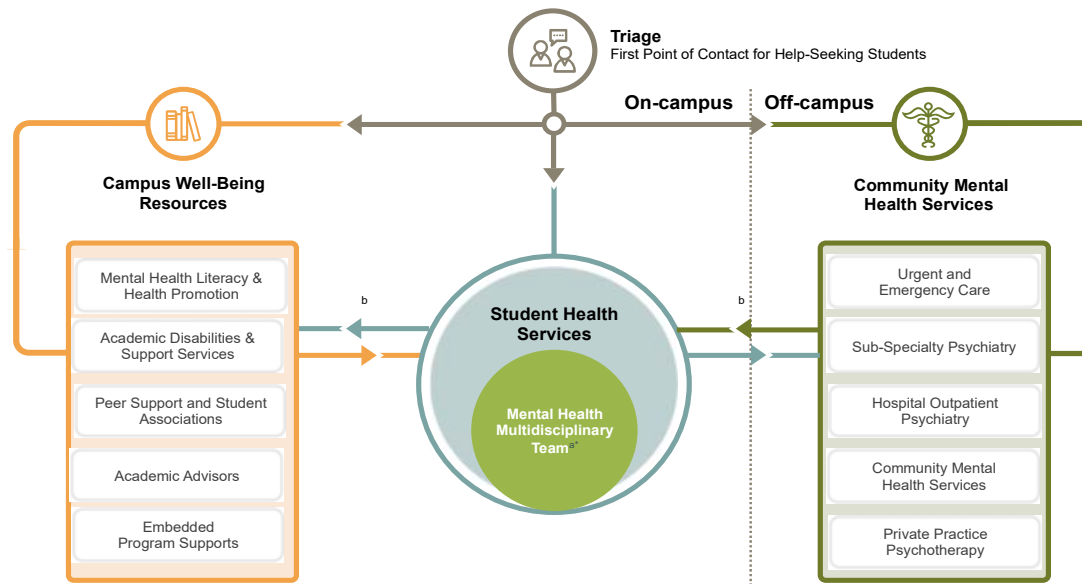 Triage
First Point of Contact for Help-Seeking Students
On-campus
Off-campus
Campus Well-Being
Resources
Community Mental
Health Services
Mental Health Literacy &
Health Promotion
Academic Disabilities &
Support Services
Peer Support and Student
Associations
Academic Advisors
Embedded
Program Supports
b
Student Health
Services
Mental Health
Multidisciplinary
Teamª*
b
Urgent and
Emergency Care
Sub-Specialty Psychiatry
Hospital Outpatient
Psychiatry
Community Mental
Health Services
Private Practice
Psychotherapy